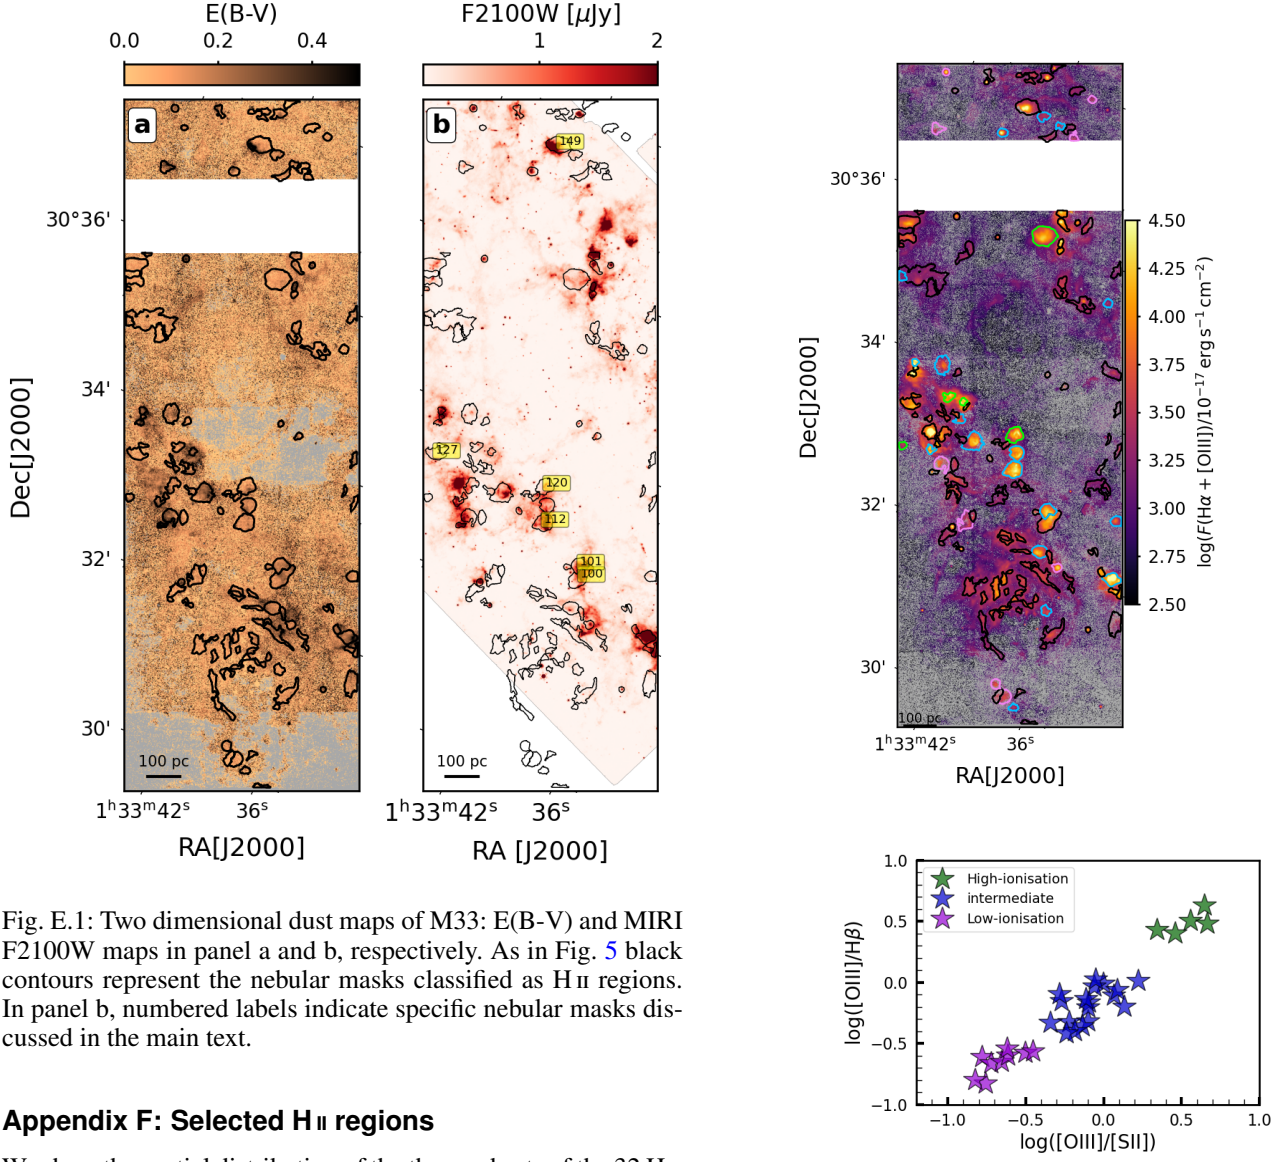 E(B-V)
0.0 0.2 0.4
a
30°36'
34'
32'
30'
Dec[J2000]
100 pc
1ʰ33ᵐ42ˢ 36ˢ
RA[J2000]
F2100W [μJy]
1 2
b
149
127
120
112
101
100
100 pc
1ʰ33ᵐ42ˢ 36ˢ
RA [J2000]
Fig. E.1: Two dimensional dust maps of M33: E(B-V) and MIRI
F2100W maps in panel a and b, respectively. As in Fig. 5 black
contours represent the nebular masks classified as H II regions.
In panel b, numbered labels indicate specific nebular masks dis-
cussed in the main text.
Appendix F: Selected H II regions
30°36'
34'
32'
30'
Dec[J2000]
100 pc
1ʰ33ᵐ42ˢ 36ˢ
RA[J2000]
4.50
4.25
4.00
3.75
3.50
3.25
3.00
2.75
2.50
log(F(Hα + [OIII])/10⁻¹⁷ erg s⁻¹ cm⁻²)
High-ionisation
intermediate
Low-ionisation
1.0
0.5
0.0
−0.5
−1.0
log([OIII]/Hβ)
−1.0 −0.5 0.0 0.5 1.0
log([OIII]/[SII])